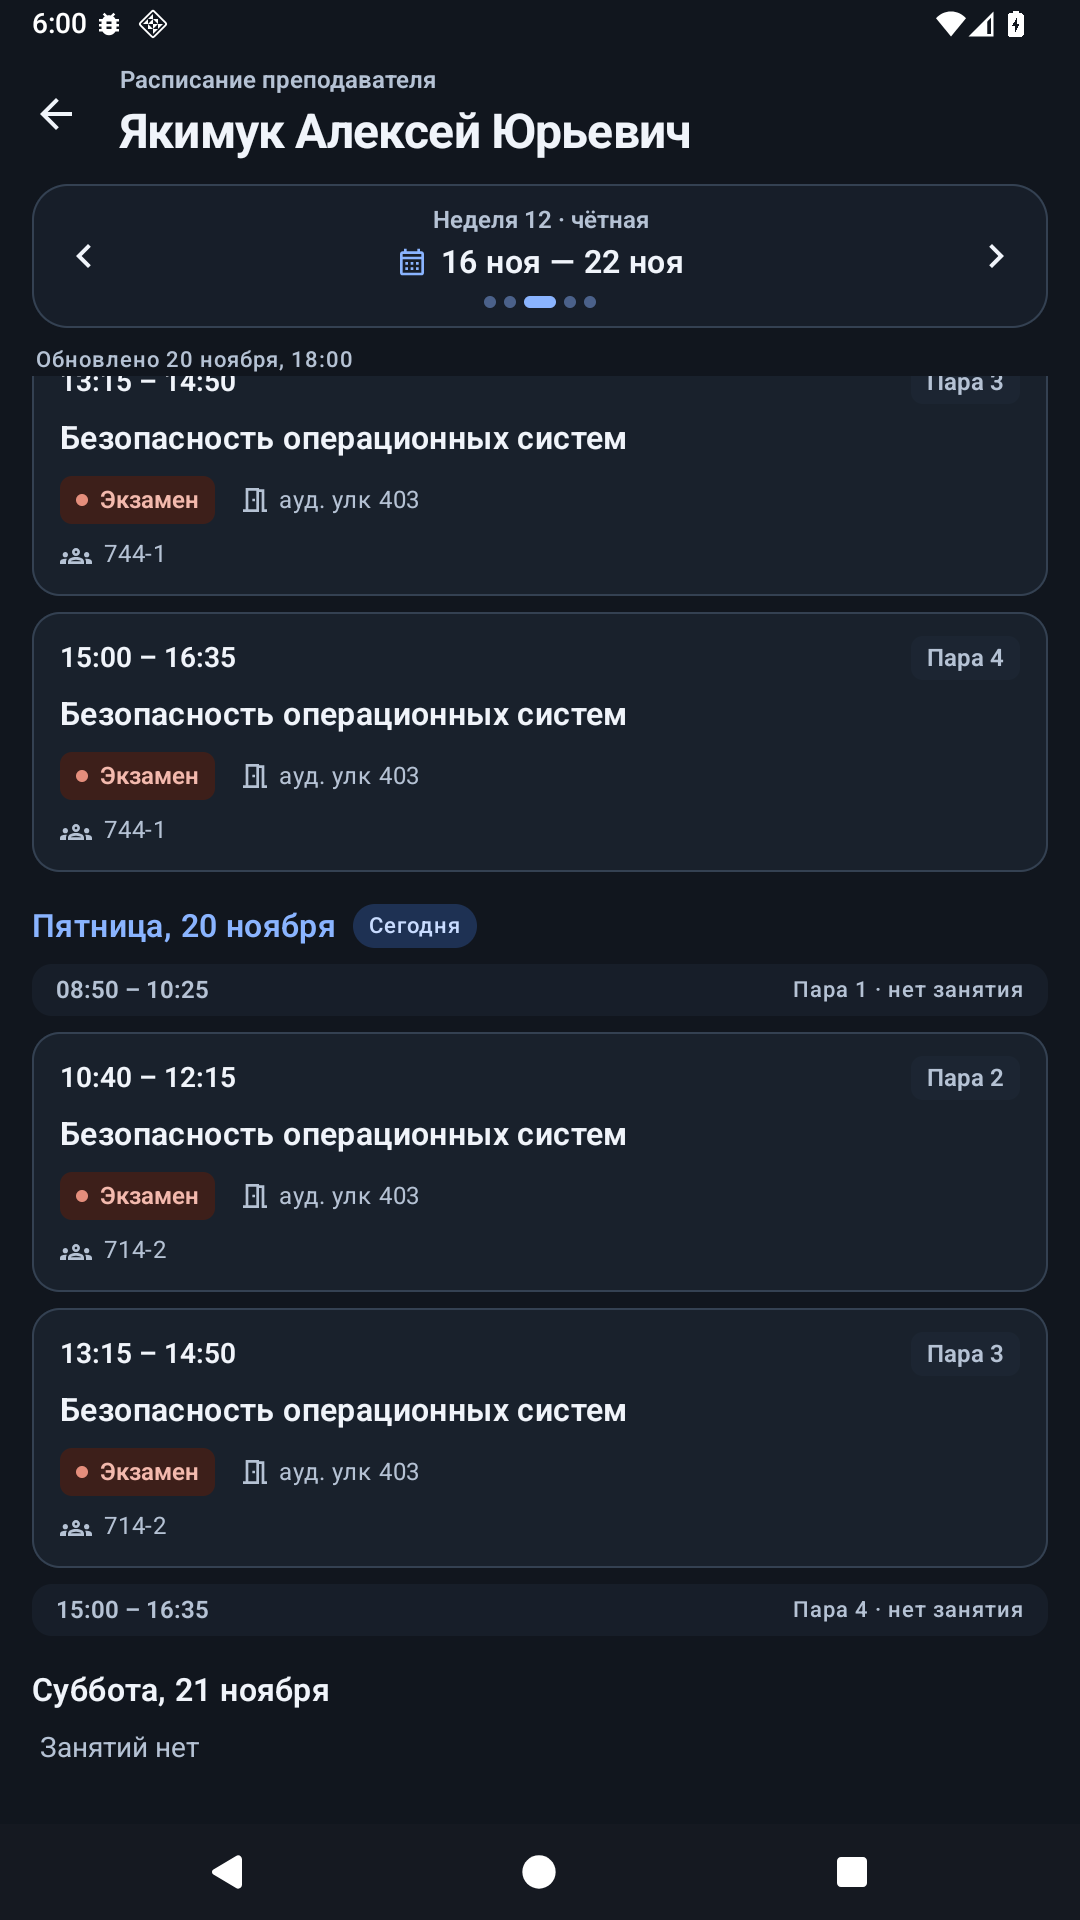 6:00
Расписание преподавателя
Якимук Алексей Юрьевич
Неделя 12 · чётная
16 ноя — 22 ноя
Обновлено 20 ноября, 18:00
13:15 – 14:50
Пара 3
Безопасность операционных систем
Экзамен
ауд. улк 403
744-1
15:00 – 16:35
Пара 4
Безопасность операционных систем
Экзамен
ауд. улк 403
744-1
Пятница, 20 ноября
Сегодня
08:50 – 10:25
Пара 1 · нет занятия
10:40 – 12:15
Пара 2
Безопасность операционных систем
Экзамен
ауд. улк 403
714-2
13:15 – 14:50
Пара 3
Безопасность операционных систем
Экзамен
ауд. улк 403
714-2
15:00 – 16:35
Пара 4 · нет занятия
Суббота, 21 ноября
Занятий нет